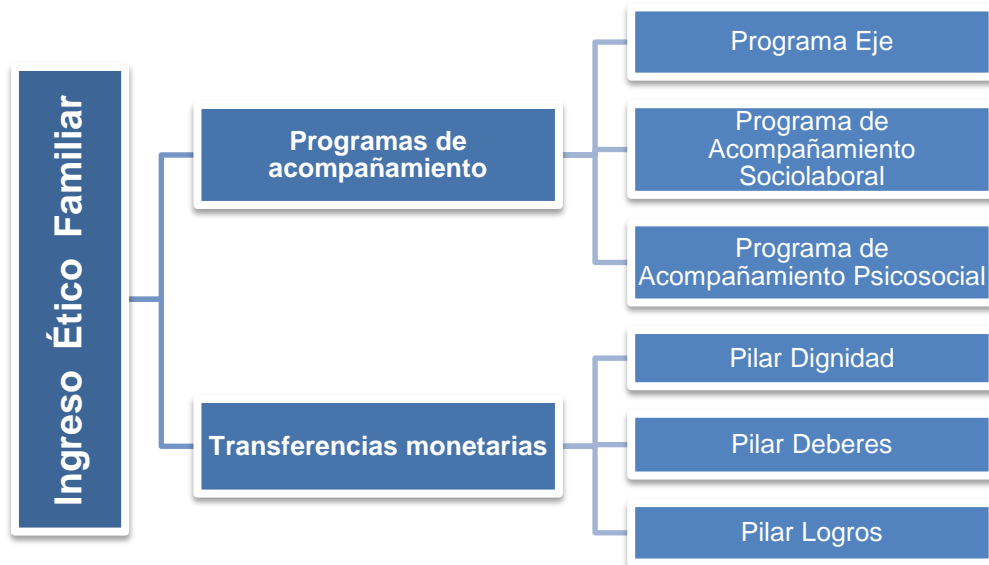 Ingreso Ético Familiar
Programas de
acompañamiento
Transferencias monetarias
Programa Eje
Programa de
Acompañamiento
Sociolaboral
Programa de
Acompañamiento Psicosocial
Pilar Dignidad
Pilar Deberes
Pilar Logros